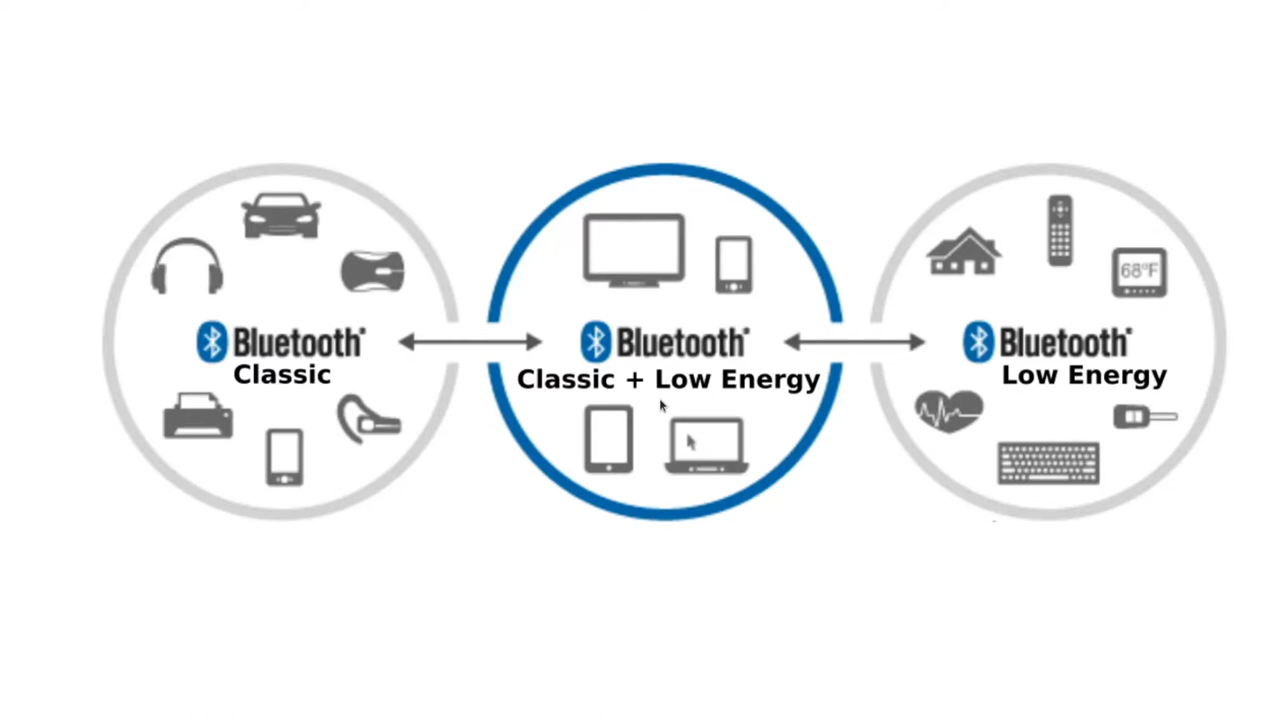 68°F
Bluetooth®
Classic
Bluetooth®
Classic + Low Energy
Bluetooth®
Low Energy